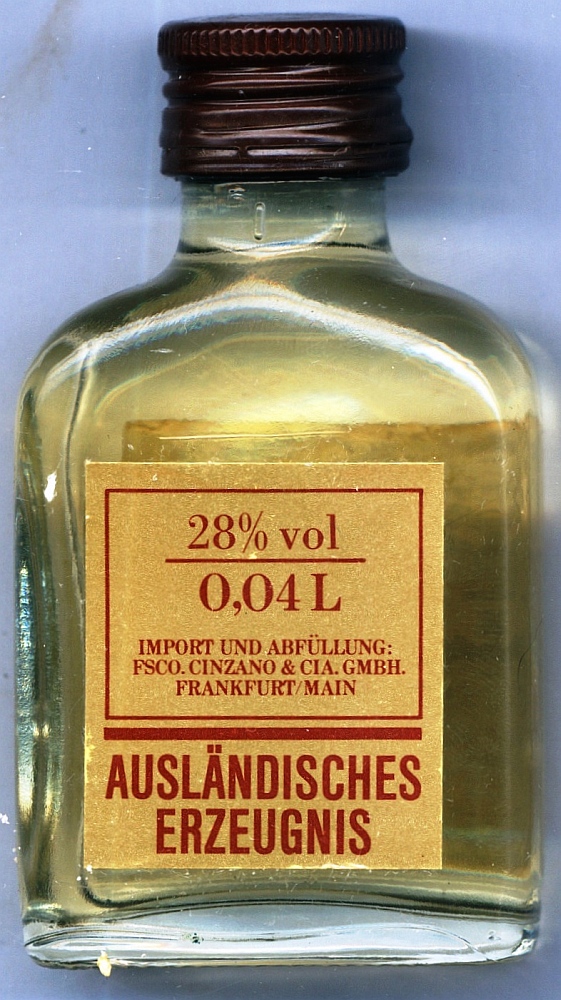 28% vol
0,04 L
IMPORT UND ABFÜLLUNG:
FSCO. CINZANO & CIA. GMBH.
FRANKFURT/MAIN
AUSLÄNDISCHES
ERZEUGNIS